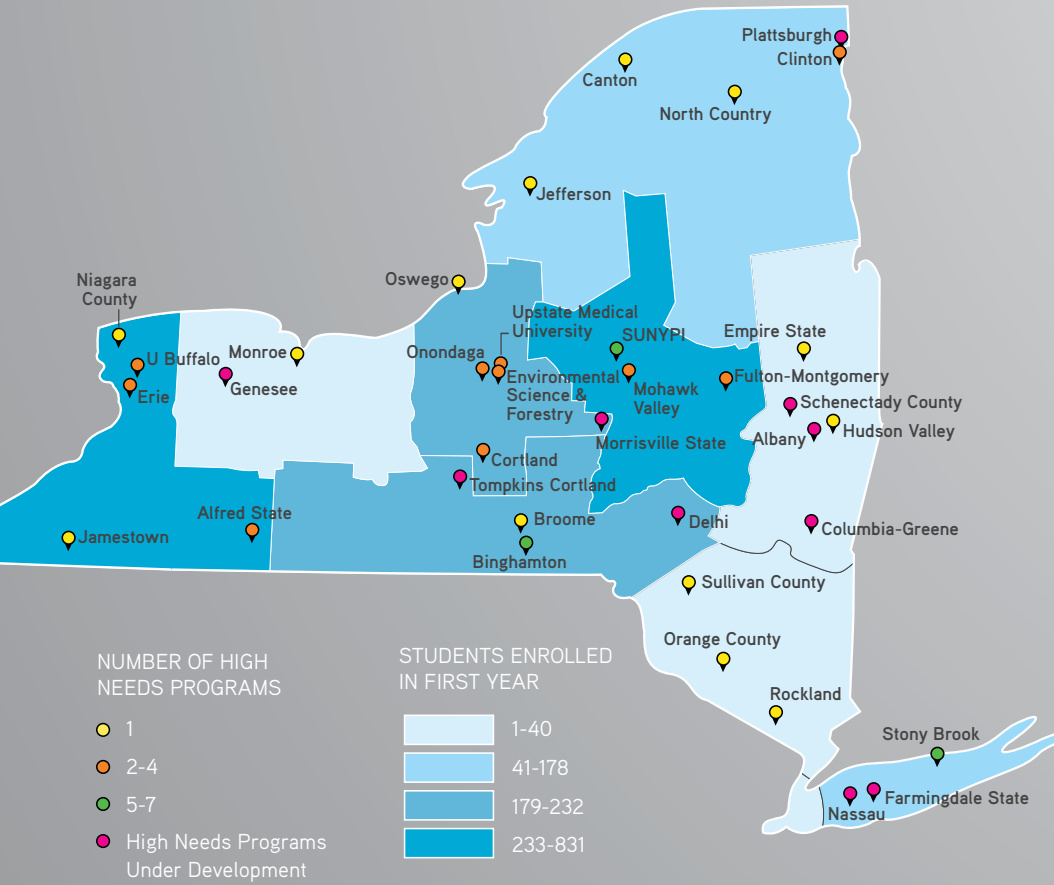 Plattsburgh
Clinton
Canton
North Country
Jefferson
Niagara
County
Oswego
Upstate Medical
University
SUNYPI
Empire State
U Buffalo
Monroe
Onondaga
Genesee
Erie
Environmental
Science &
Forestry
Mohawk
Valley
Fulton-Montgomery
Schenectady County
Albany
Hudson Valley
Morrisville State
Cortland
Tompkins Cortland
Alfred State
Jamestown
Broome
Binghamton
Delhi
Columbia-Greene
Sullivan County
Orange County
Rockland
Stony Brook
Farmingdale State
Nassau
NUMBER OF HIGH
NEEDS PROGRAMS
1
2-4
5-7
High Needs Programs
Under Development
STUDENTS ENROLLED
IN FIRST YEAR
1-40
41-178
179-232
233-831